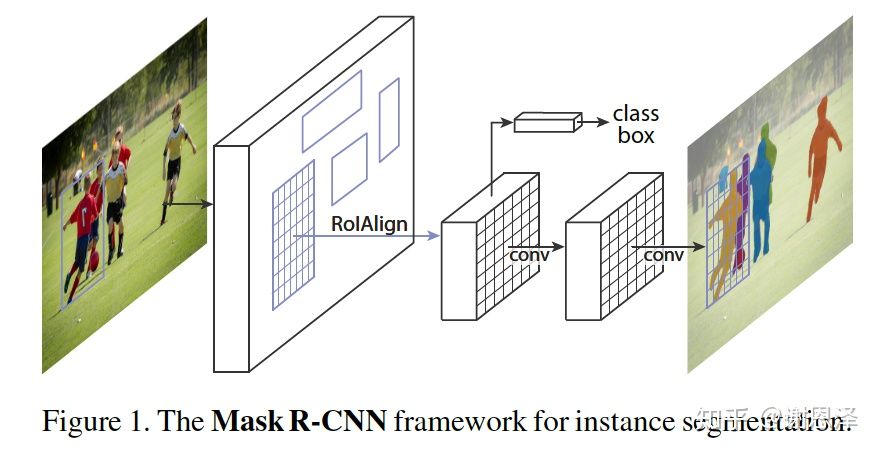 class
box
RoIAlign
conv
conv
Figure 1. The Mask R-CNN framework for instance segmentation.
知乎 @谢恩泽